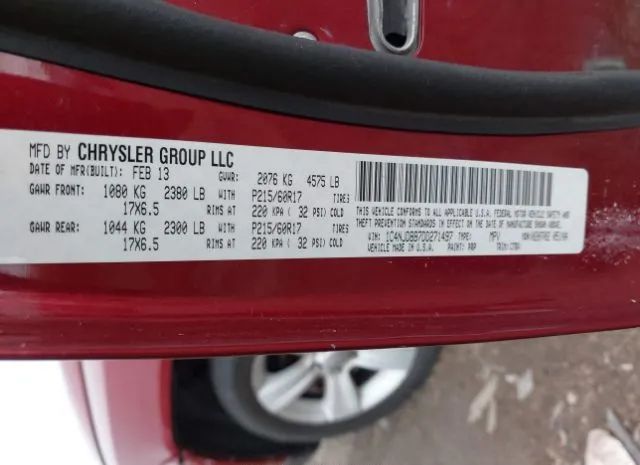 MFD BY CHRYSLER GROUP LLC
DATE OF MFR(BUILT): FEB 13 GVWR: 2076 KG 4575 LB
GAWR FRONT: 1080 KG 2380 LB WITH P215/60R17 TIRES
17X6.5 RIMS AT 220 KPA ( 32 PSI) COLD
GAWR REAR: 1044 KG 2300 LB WITH P215/60R17 TIRES
17X6.5 RIMS AT 220 KPA ( 32 PSI) COLD
THIS VEHICLE CONFORMS TO ALL APPLICABLE U.S.A. FEDERAL MOTOR VEHICLE SAFETY AND
THEFT PREVENTION STANDARDS IN EFFECT ON THE DATE OF MANUFACTURE SHOWN ABOVE.
VIN: TYPE: MPV
VEHICLE MADE IN U.S.A. PAINT: PRP TRIM: